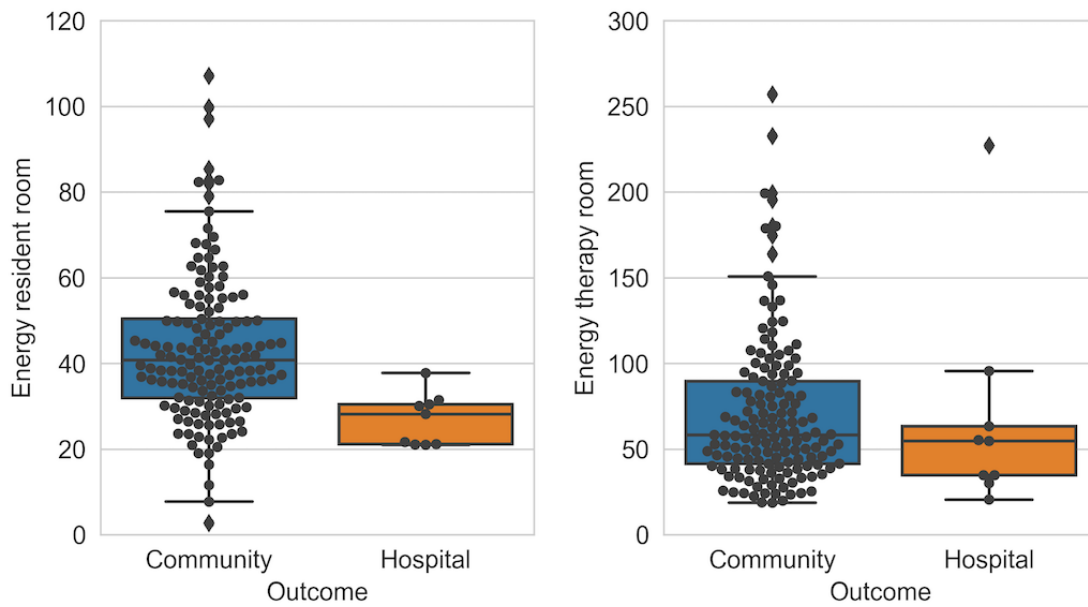 Energy resident room
120
100
80
60
40
20
0
Community
Hospital
Outcome
Energy therapy room
300
250
200
150
100
50
0
Community
Hospital
Outcome